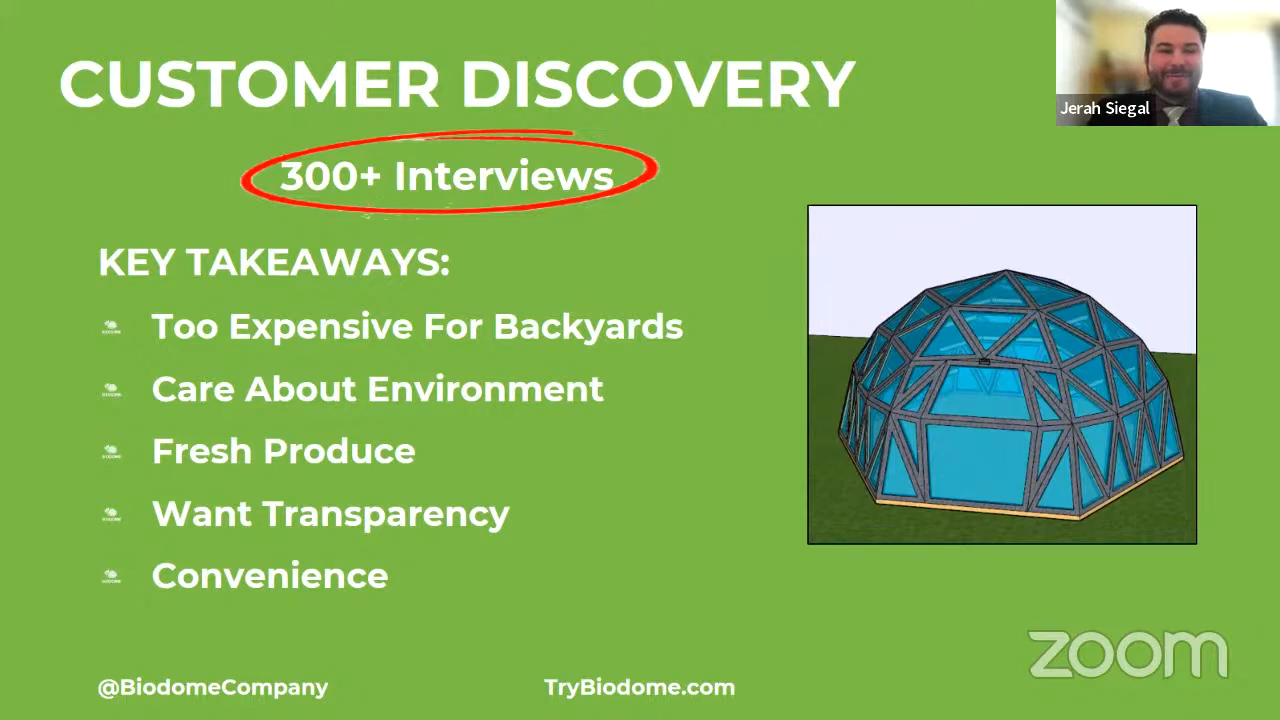 CUSTOMER DISCOVERY
Jerah Siegal
300+ Interviews
KEY TAKEAWAYS:
Too Expensive For Backyards
Care About Environment
Fresh Produce
Want Transparency
Convenience
zoom
@BiodomeCompany
TryBiodome.com